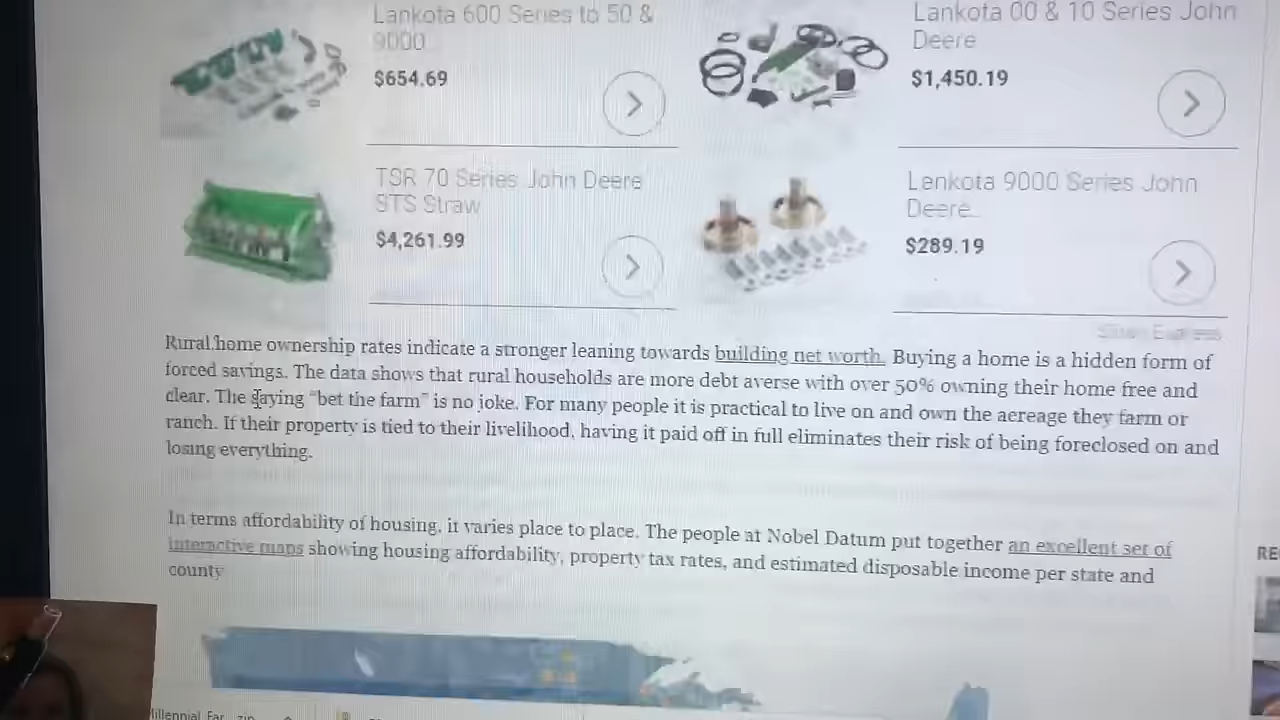 Lankota 600 Series to 50 &
9000...
$654.69
Lankota 00 & 10 Series John
Deere
$1,450.19
TSR 70 Series John Deere
STS Straw
$4,261.99
Lankota 9000 Series John
Deere...
$289.19
Rural home ownership rates indicate a stronger leaning towards building net worth. Buying a home is a hidden form of
forced savings. The data shows that rural households are more debt averse with over 50% owning their home free and
clear. The saying “bet the farm” is no joke. For many people it is practical to live on and own the acreage they farm or
ranch. If their property is tied to their livelihood, having it paid off in full eliminates their risk of being foreclosed on and
losing everything.
In terms affordability of housing, it varies place to place. The people at Nobel Datum put together an excellent set of
interactive maps showing housing affordability, property tax rates, and estimated disposable income per state and
county
RE